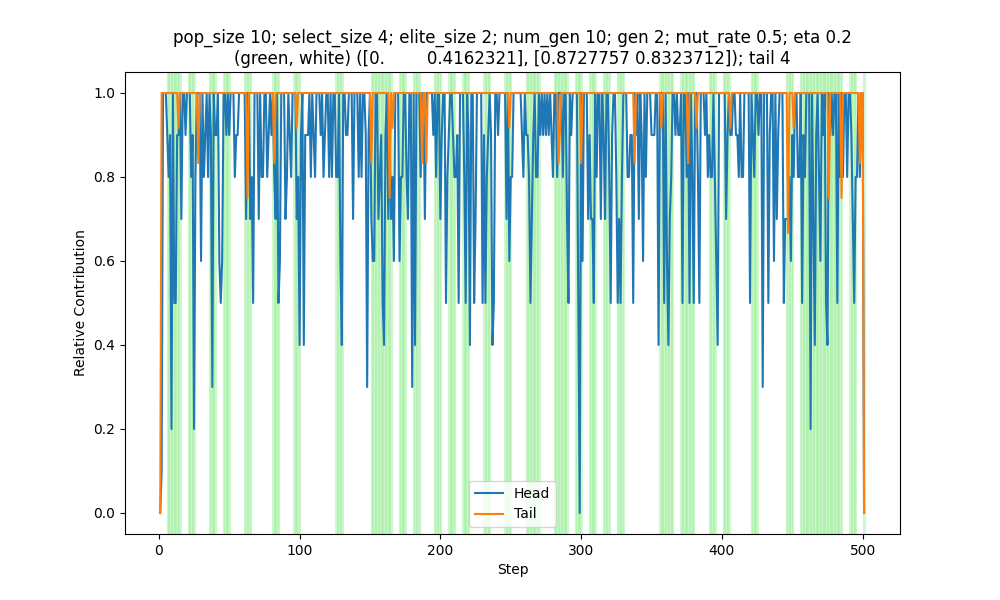 pop_size 10; select_size 4; elite_size 2; num_gen 10; gen 2; mut_rate 0.5; eta 0.2
(green, white) ([0.         0.4162321], [0.8727757 0.8323712]); tail 4
Relative Contribution
1.0
0.8
0.6
0.4
0.2
0.0
Head
Tail
0
100
200
300
400
500
Step